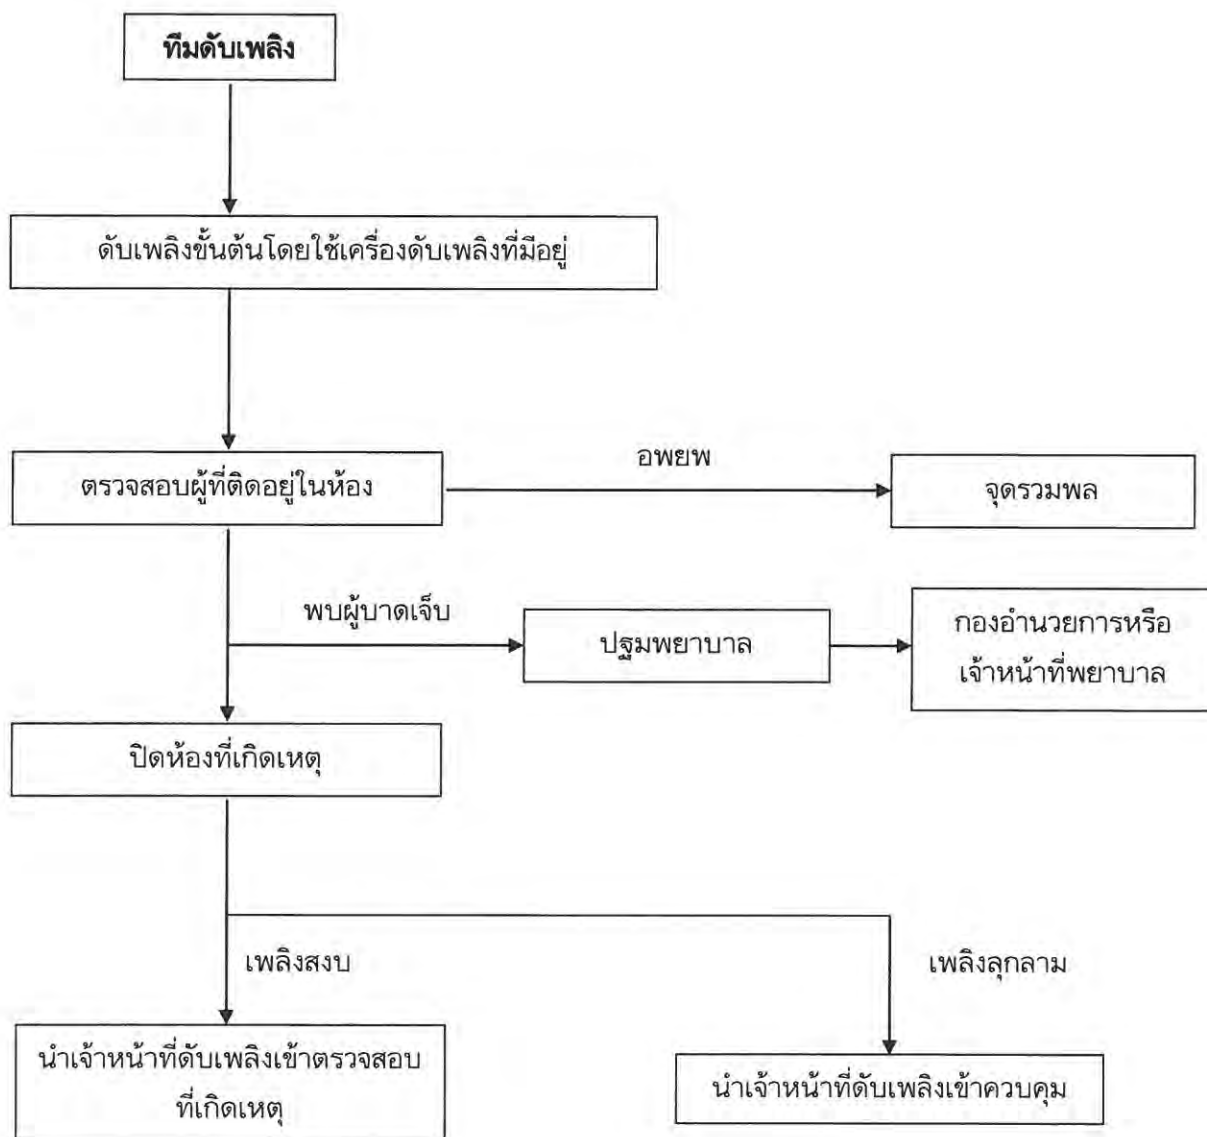 ทีมดับเพลิง
ดับเพลิงขั้นต้นโดยใช้เครื่องดับเพลิงที่มีอยู่
ตรวจสอบผู้ที่ติดอยู่ในห้อง
อพยพ
จุดรวมพล
พบผู้บาดเจ็บ
ปฐมพยาบาล
กองอำนวยการหรือ
เจ้าหน้าที่พยาบาล
ปิดห้องที่เกิดเหตุ
เพลิงสงบ
เพลิงลุกลาม
นำเจ้าหน้าที่ดับเพลิงเข้าตรวจสอบ
ที่เกิดเหตุ
นำเจ้าหน้าที่ดับเพลิงเข้าควบคุม